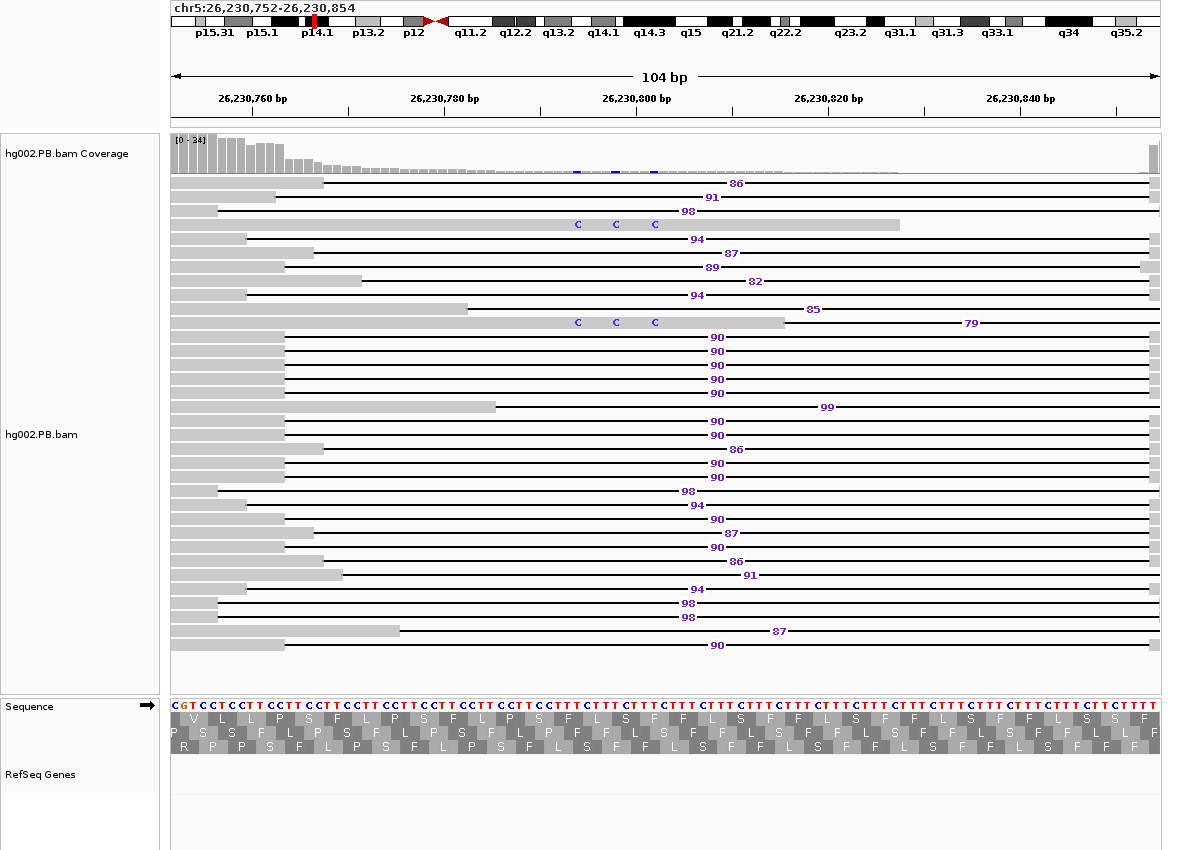 chr5:26,230,752-26,230,854
p15.31 p15.1 p14.1 p13.2 p12 q11.2 q12.2 q13.2 q14.1 q14.3 q15 q21.2 q22.2 q23.2 q31.1 q31.3 q33.1 q34 q35.2
104 bp
26,230,760 bp 26,230,780 bp 26,230,800 bp 26,230,820 bp 26,230,840 bp
hg002.PB.bam Coverage
[0 - 34]
86
91
98
C C C
94
87
89
82
94
85
C C C 79
90
90
90
90
90
99
90
hg002.PB.bam
90
86
90
90
98
94
90
87
90
86
91
94
98
98
87
90
Sequence
CGTCCTCCTTCCTTCCTTCCTTCCTTCCTTCCTTCCTTCCTTTCTTTCTTTCTTTCTTTCTTTCTTTCTTTCTTTCTTTCTTTCTTTCTTTCTTTCTTCTTTT
V L L P S F L P S F L P S F L S F F L S F F L S F F L S F F L S S F
P S S F L P S F L P S F L P F F L S F F L S F F L S F F L S F F L L F
R P P S F L P S F L P S F L S F F L S F F L S F F L S F F L S F F F
RefSeq Genes